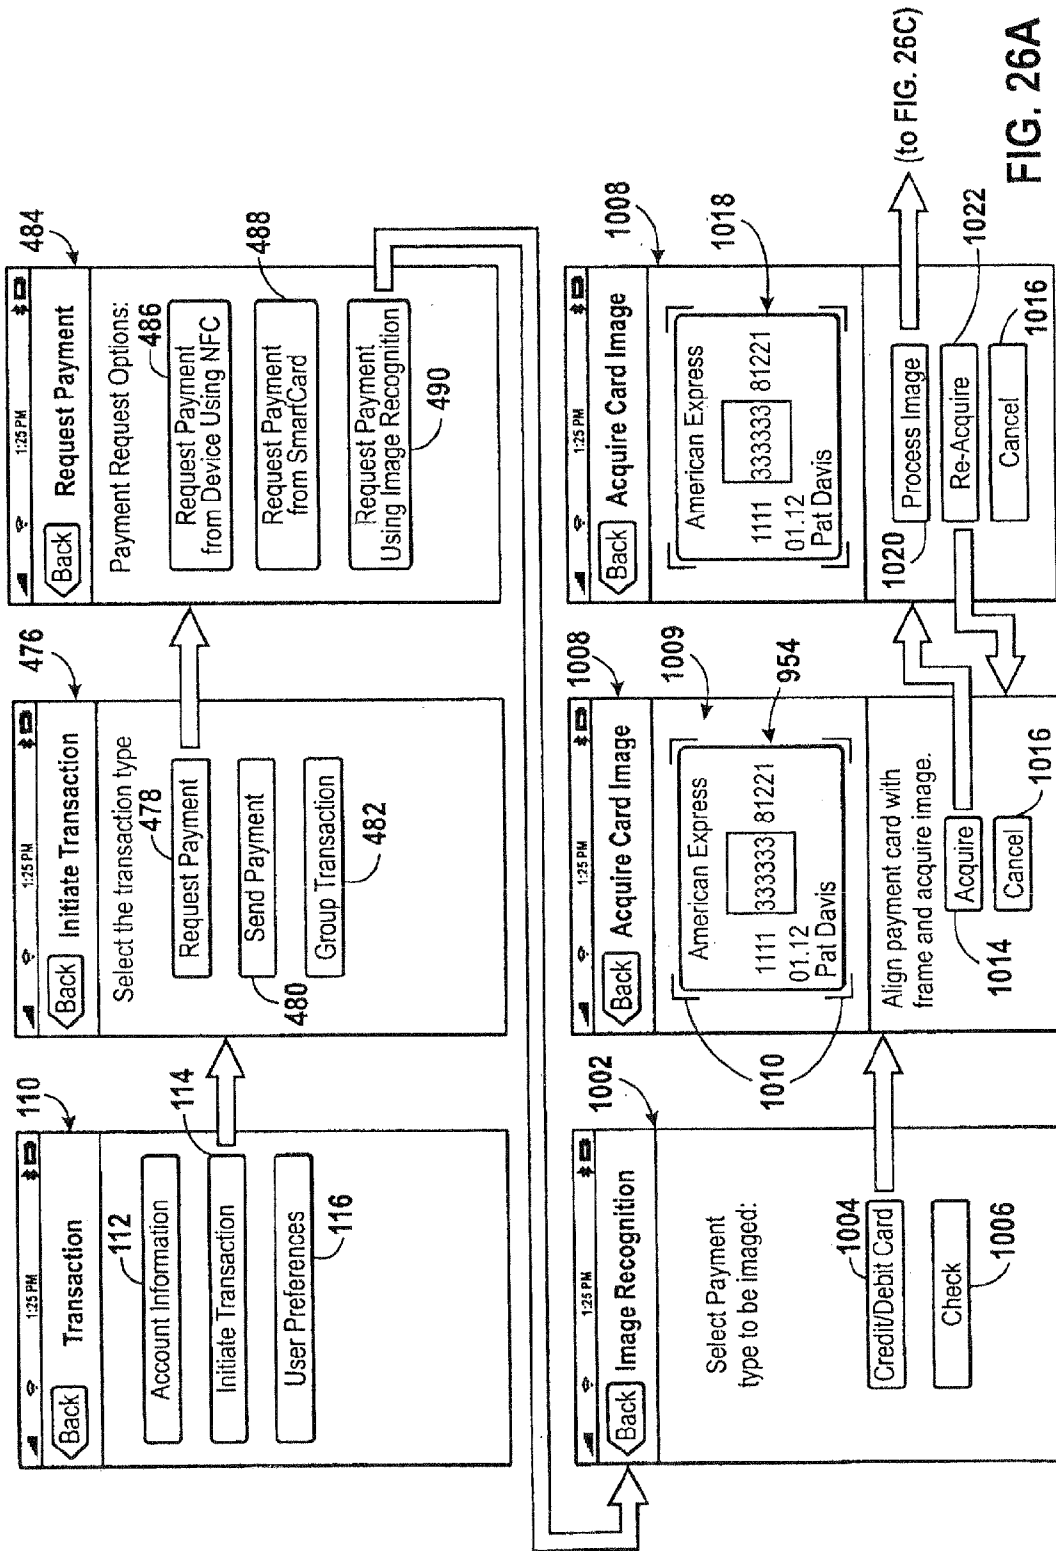 110
1:25 PM
Back
Transaction
112
Account Information
114
Initiate Transaction
User Preferences
116
476
1:25 PM
Back
Initiate Transaction
Select the transaction type
478
Request Payment
Send Payment
480
Group Transaction
482
484
1:25 PM
Back
Request Payment
Payment Request Options:
486
Request Payment
from Device Using NFC
488
Request Payment
from SmartCard
Request Payment
Using Image Recognition
490
1002
1:25 PM
Back
Image Recognition
Select Payment
type to be imaged:
1004
Credit/Debit Card
Check
1006
1008
1:25 PM
Back
Acquire Card Image
1009
954
American Express
1111 333333 81221
01.12
Pat Davis
1010
Align payment card with
frame and acquire image.
Acquire
1014
Cancel
1016
1008
1:25 PM
Back
Acquire Card Image
1018
American Express
1111 333333 81221
01.12
Pat Davis
1020
Process Image
(to FIG. 26C)
Re-Acquire
1022
Cancel
1016
FIG. 26A